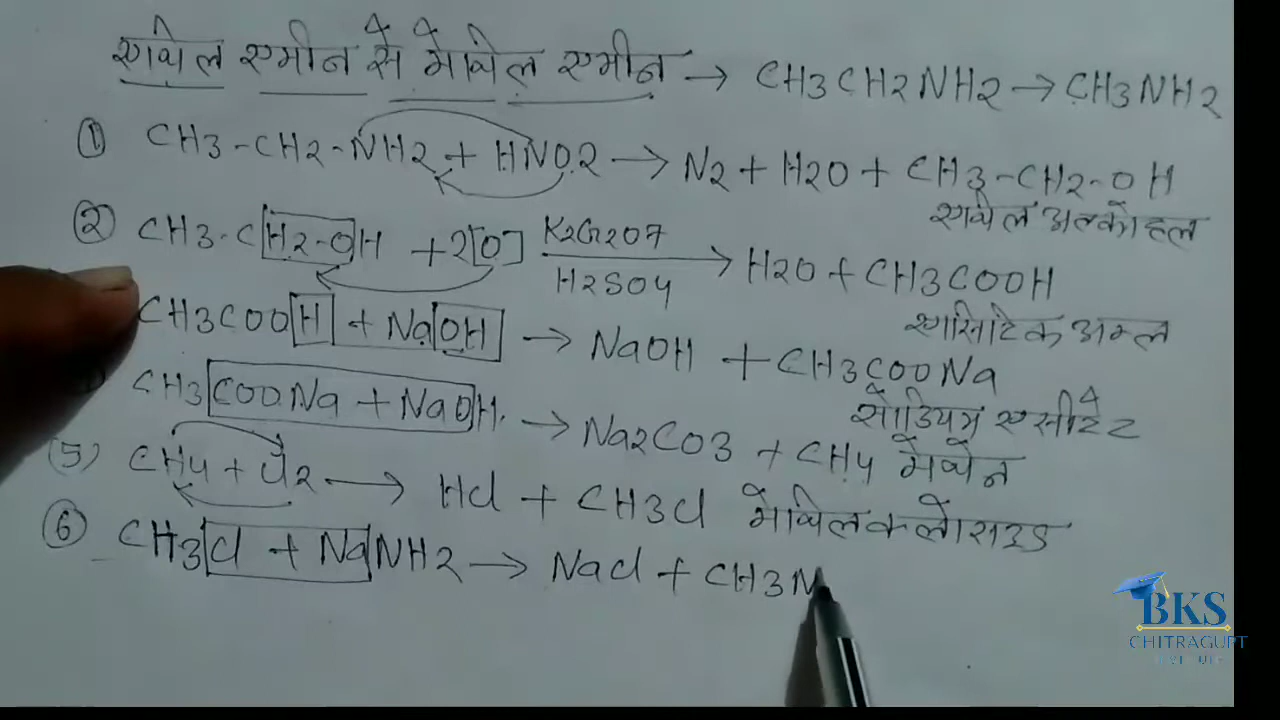 एथिल एमीन से मेथिल एमीन → CH3CH2NH2 → CH3NH2
① CH3-CH2-NH2 + HNO2 → N2 + H2O + CH3-CH2-OH
एथिल अल्कोहल
② CH3-CH2-OH + 2[O] K2Cr2O7 / H2SO4 → H2O + CH3COOH
एसिटिक अम्ल
CH3COOH + NaOH → NaOH + CH3COONa
सोडियम एसीटेट
CH3COONa + NaOH → Na2CO3 + CH4 मेथेन
(5) CH4 + Cl2 → HCl + CH3Cl मेथिल क्लोराइड
⑥ CH3Cl + NaNH2 → NaCl + CH3N
BKS
CHITRAGUPT